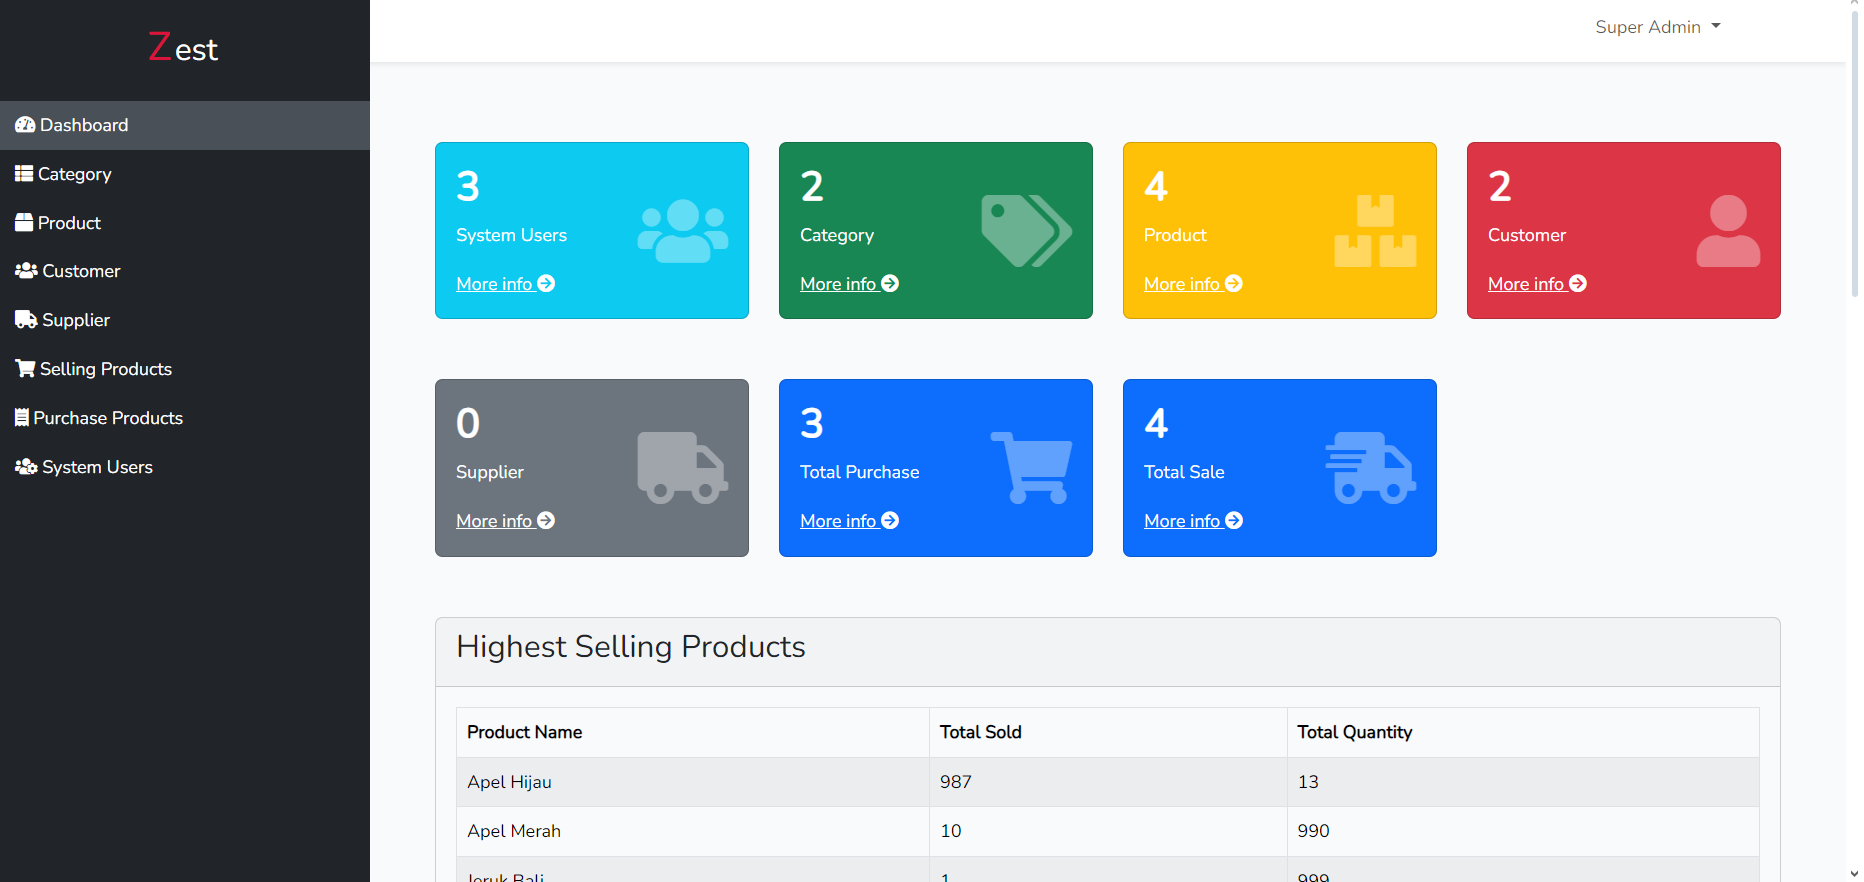 Zest
Super Admin
Dashboard
Category
Product
Customer
Supplier
Selling Products
Purchase Products
System Users
3
System Users
More info
2
Category
More info
4
Product
More info
2
Customer
More info
0
Supplier
More info
3
Total Purchase
More info
4
Total Sale
More info
Highest Selling Products
Product Name Total Sold Total Quantity
Apel Hijau 987 13
Apel Merah 10 990
Jeruk Bali 1 999